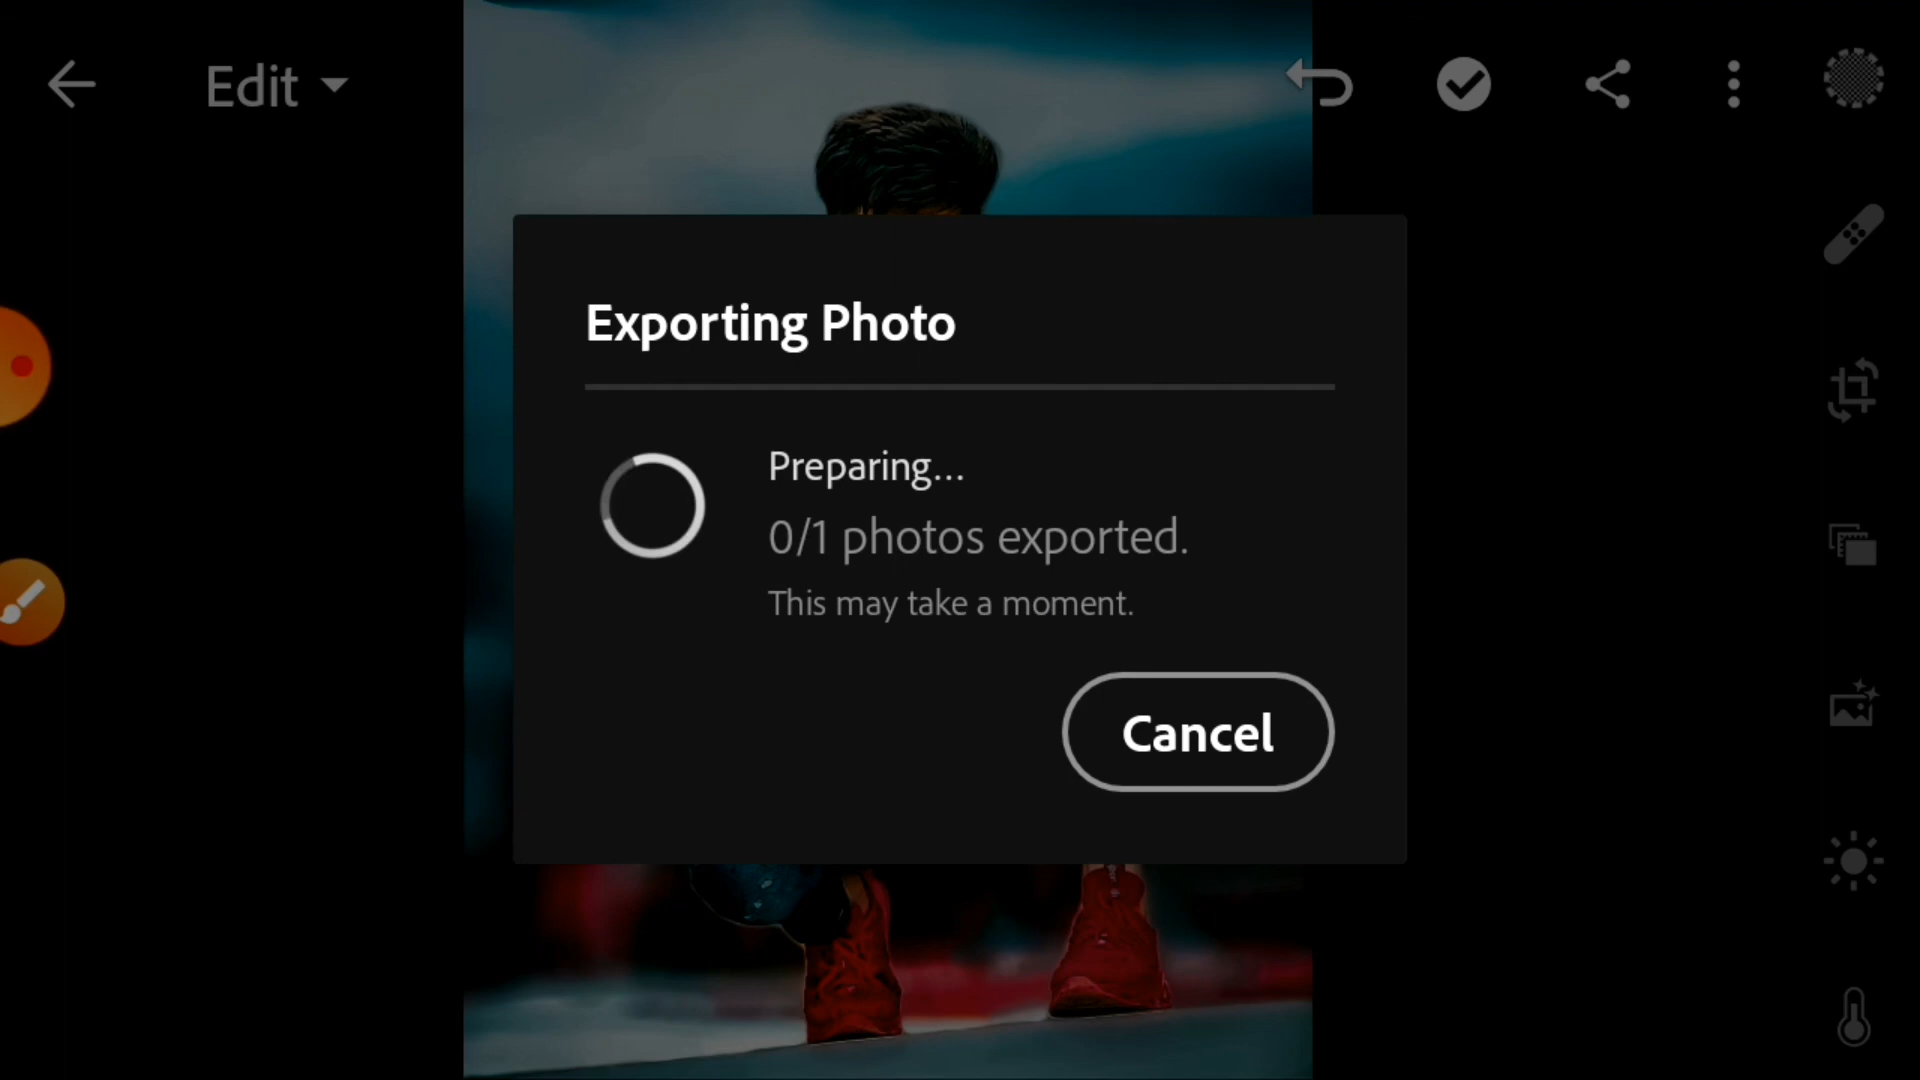 Edit
Exporting Photo
Preparing...
0/1 photos exported.
This may take a moment.
Cancel